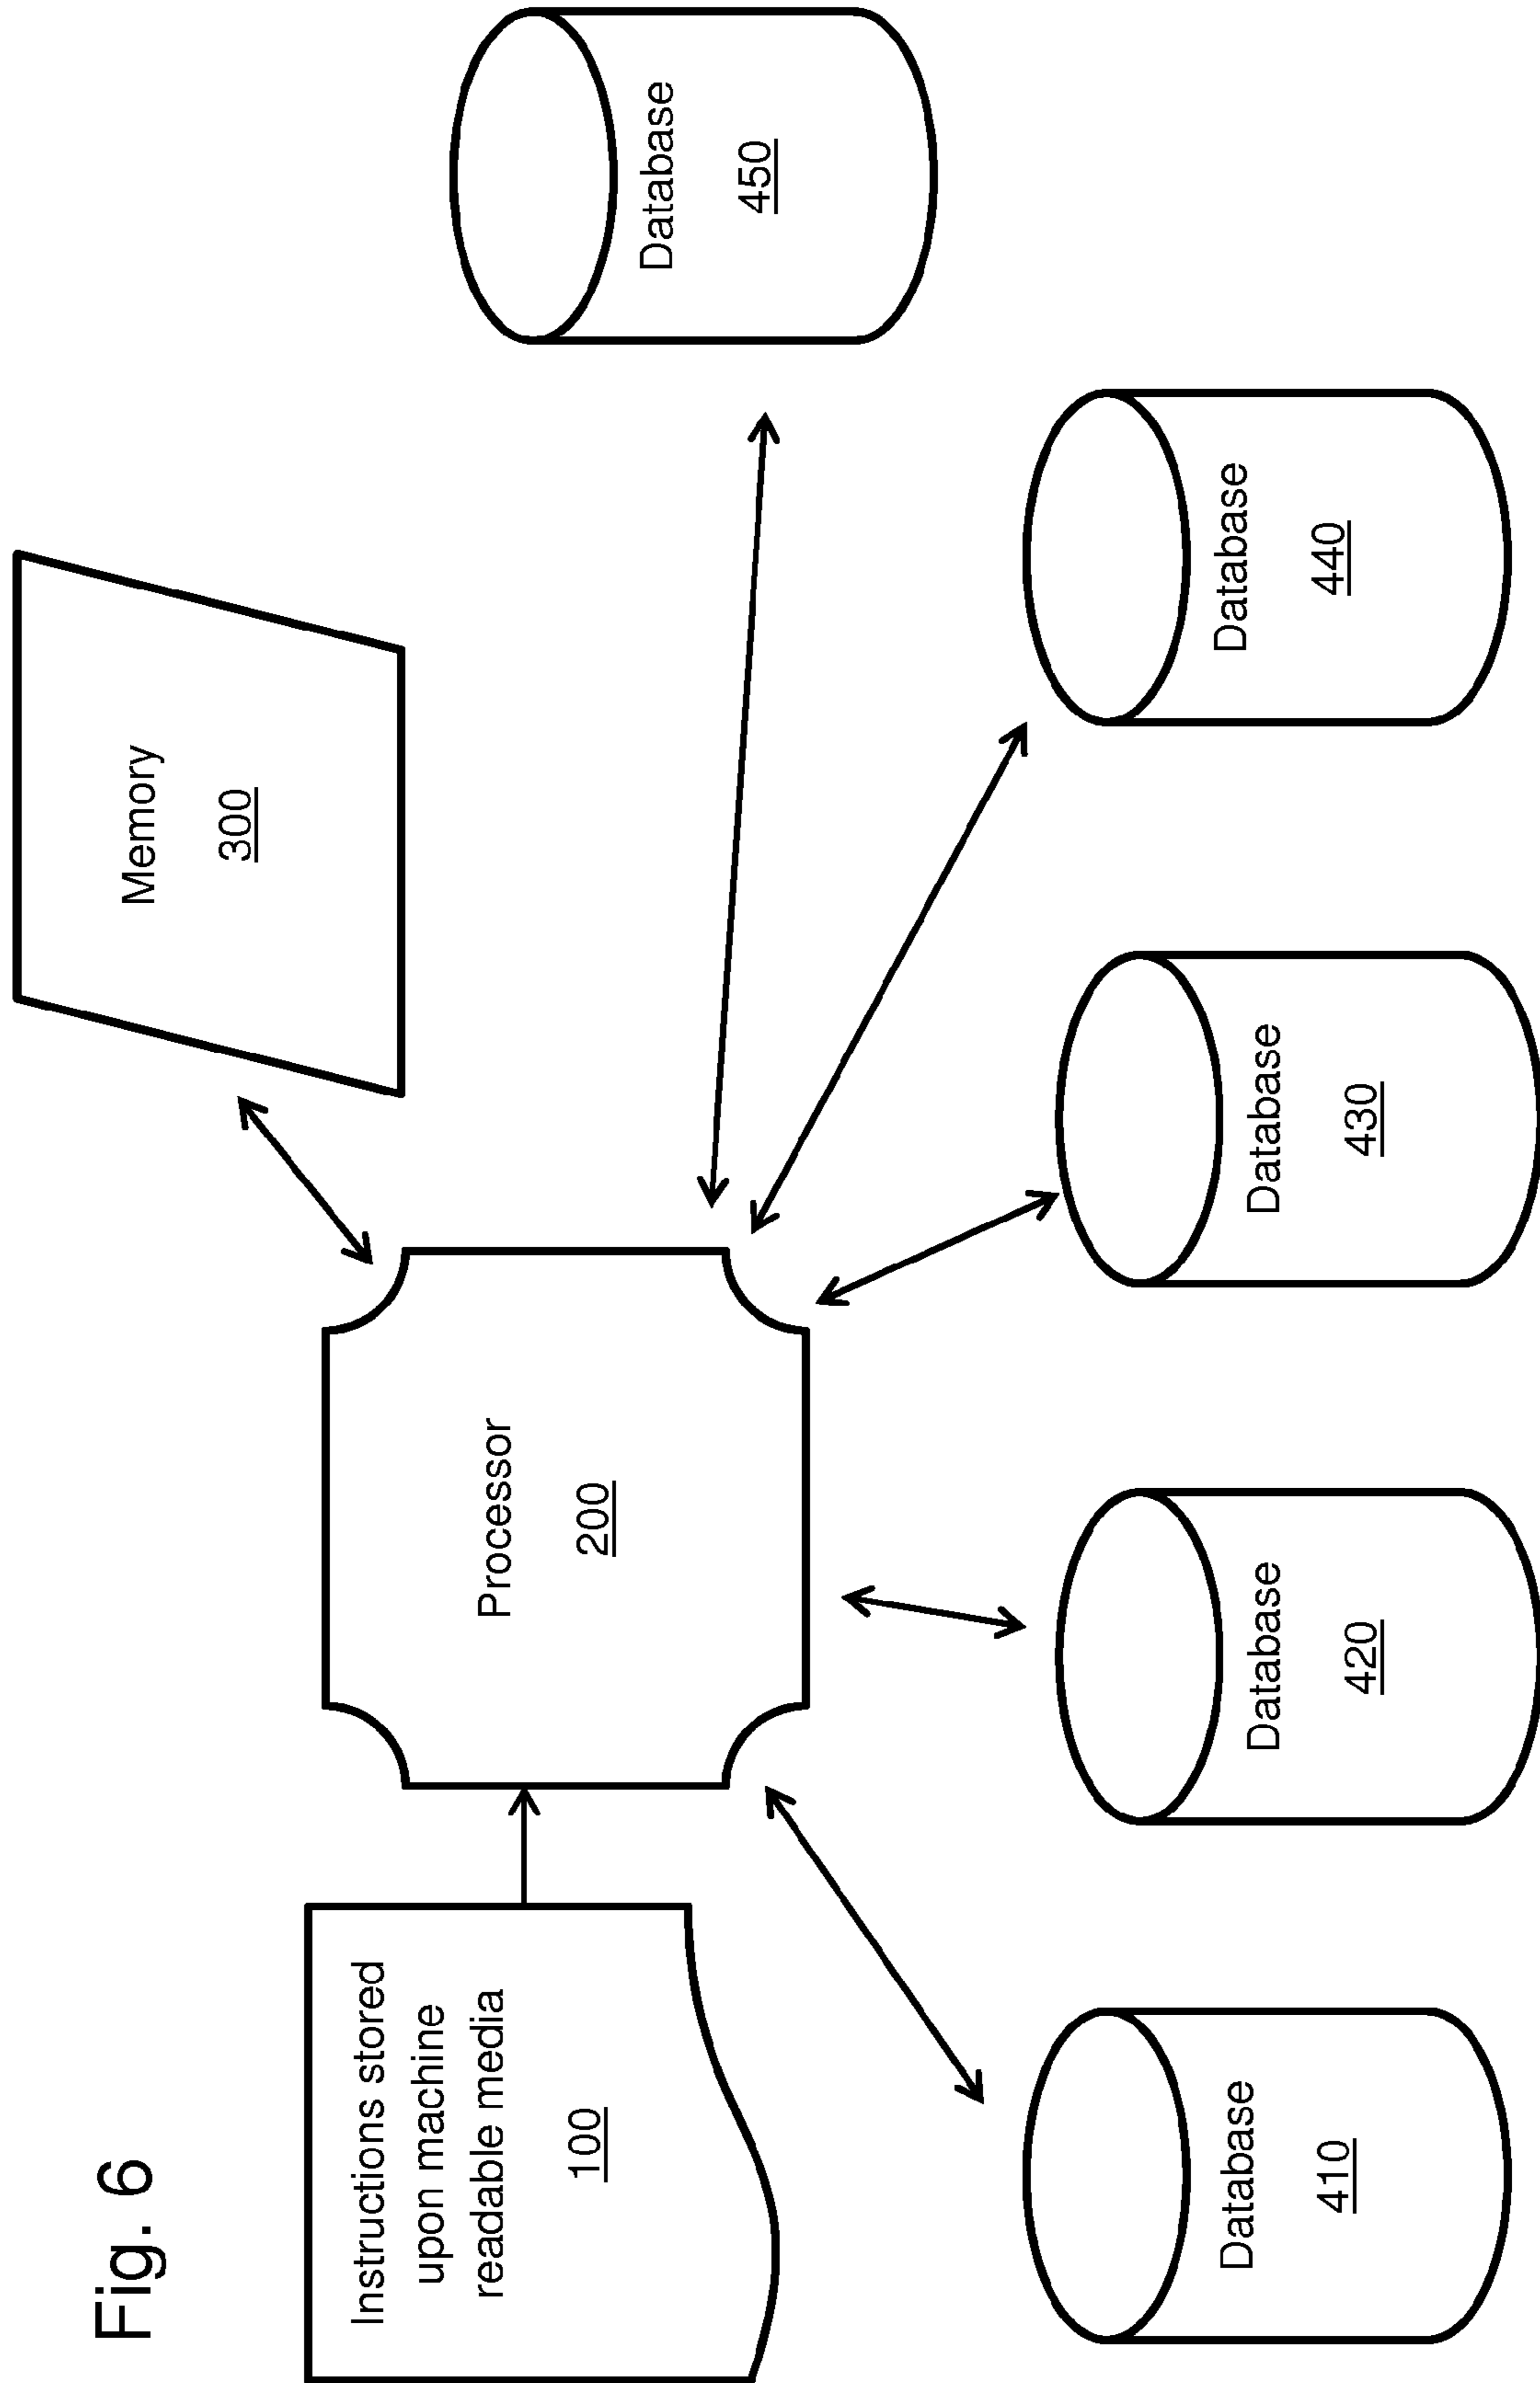 Fig. 6
Instructions stored
upon machine
readable media
100
Processor
200
Memory
300
Database
410
Database
420
Database
430
Database
440
Database
450